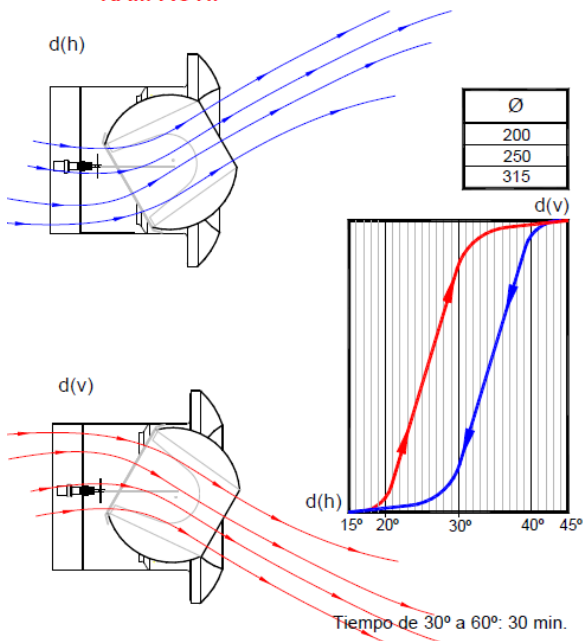 d(h)
Ø
200
250
315
d(v)
d(v)
d(h)
15º 20º 30º 40º 45º
Tiempo de 30º a 60º: 30 min.